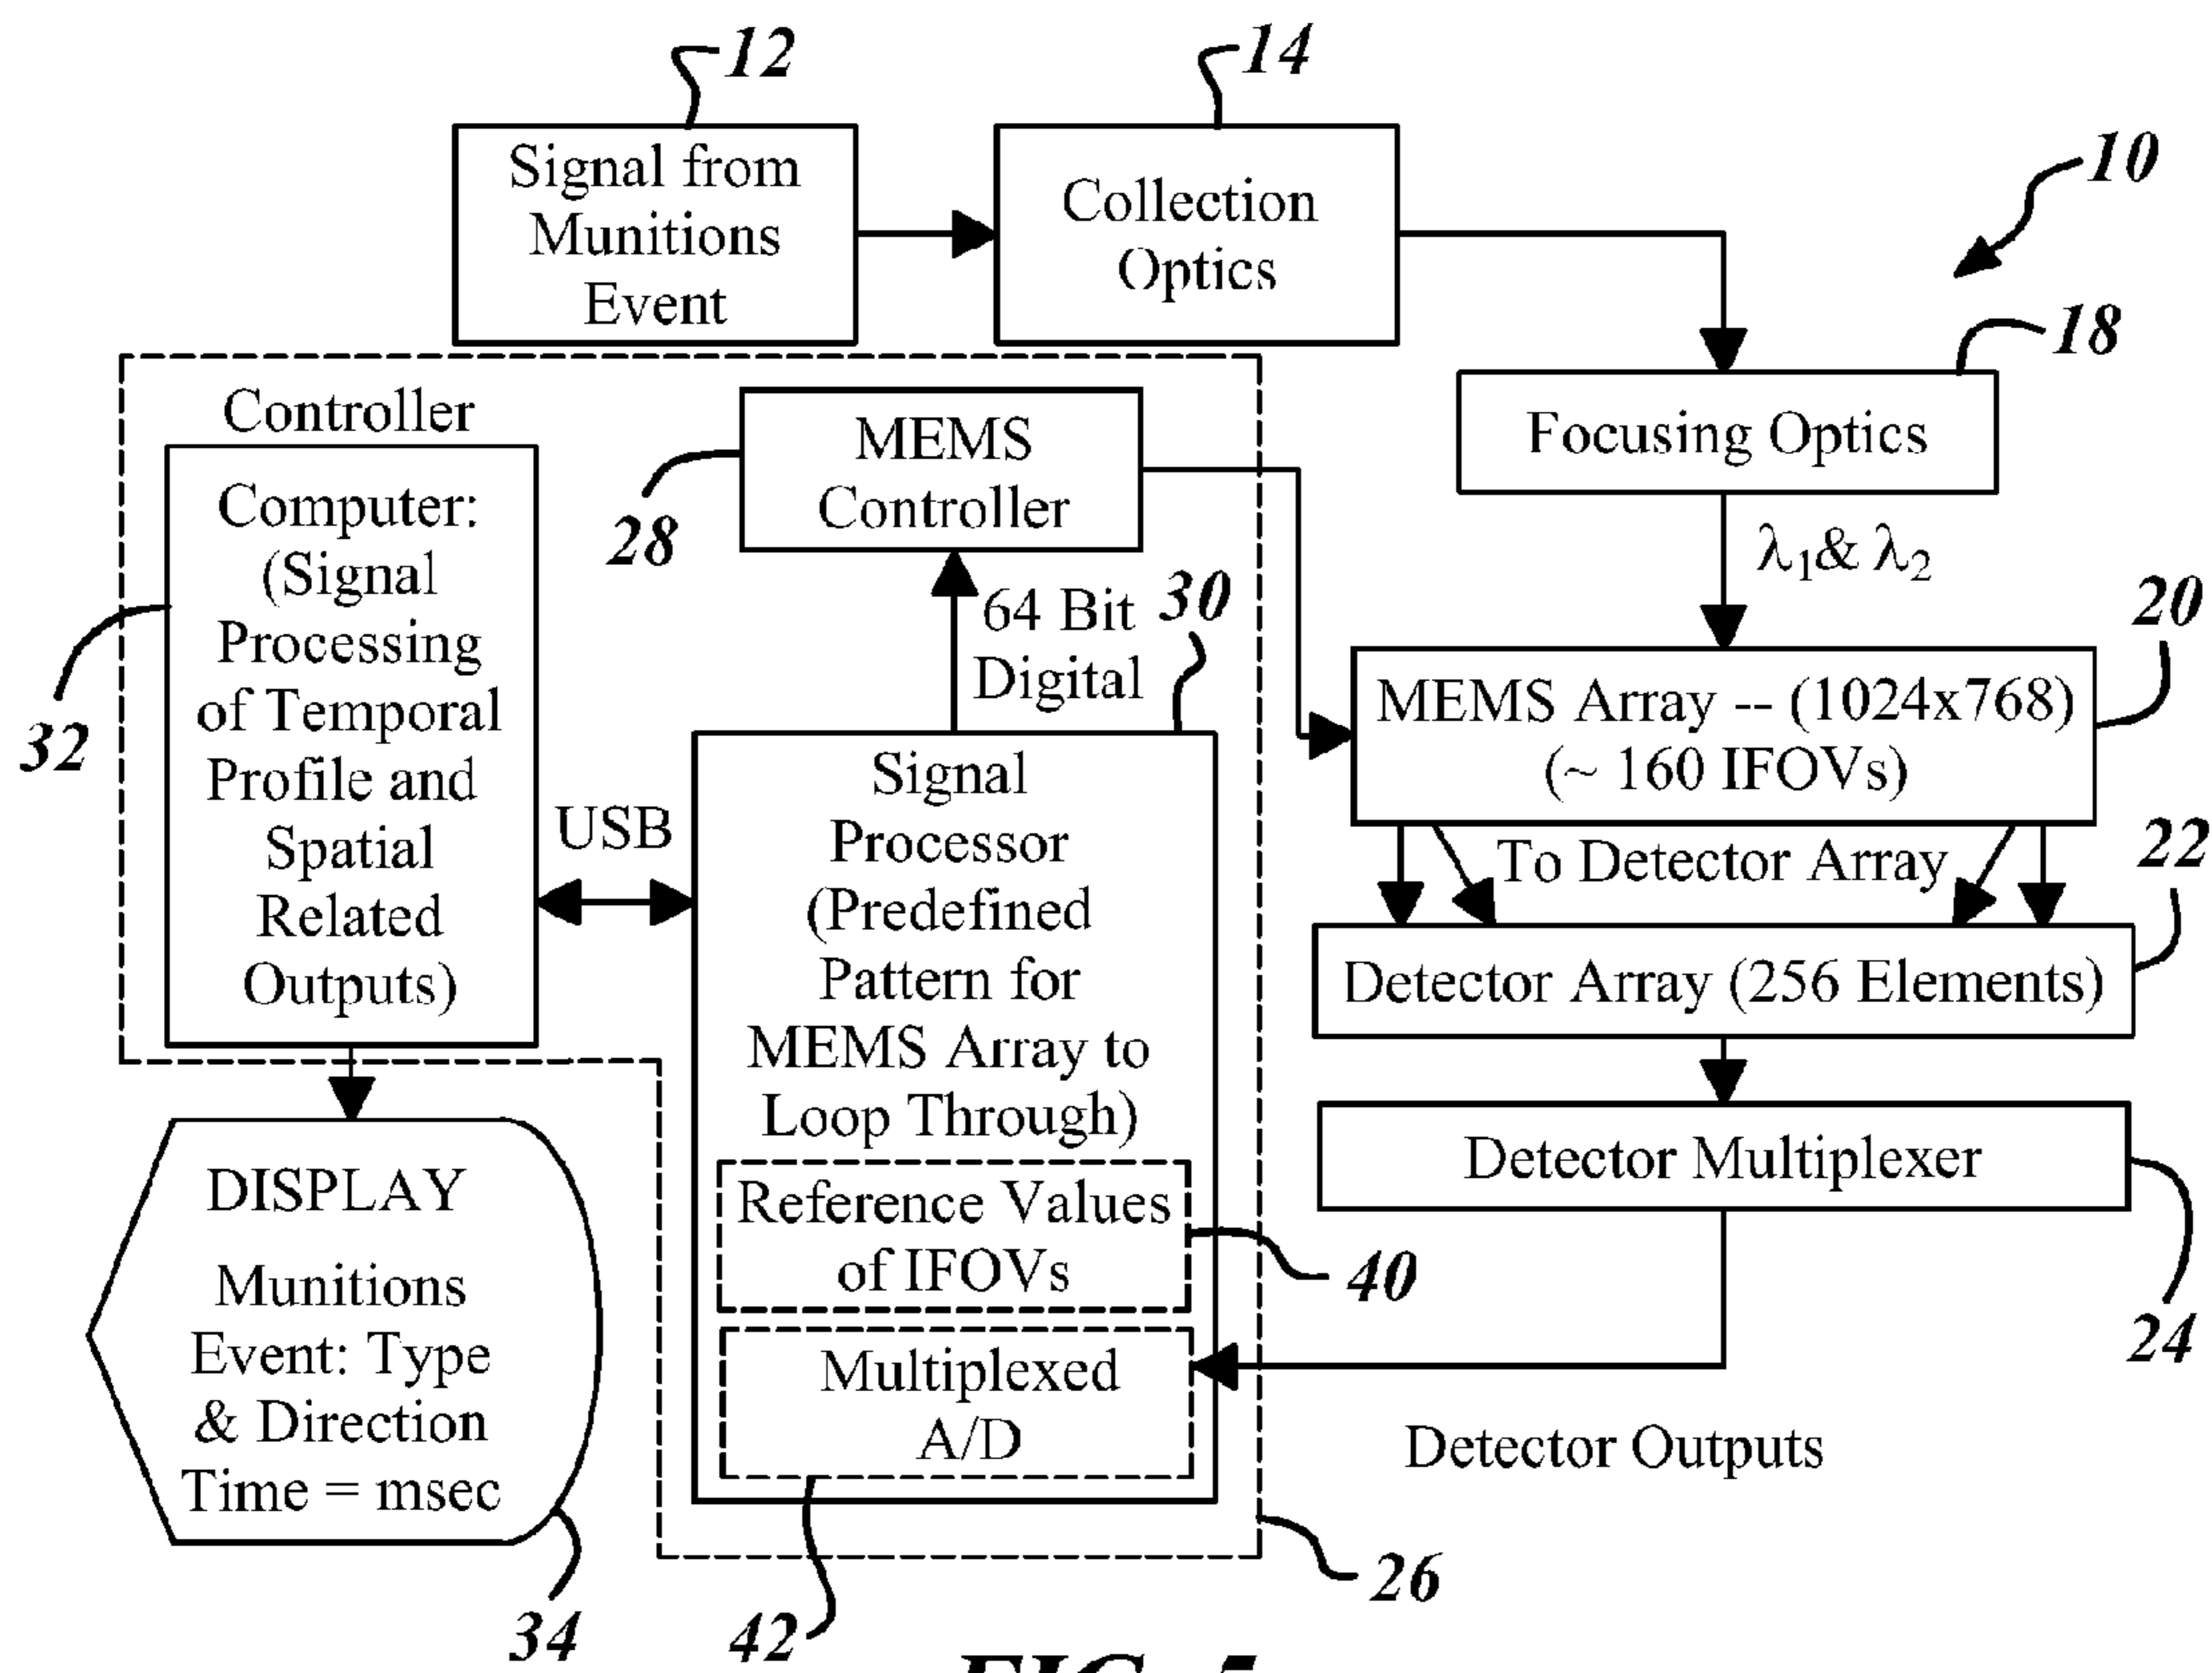 12
14
10
Signal from
Munitions
Event
Collection
Optics
18
Focusing Optics
Controller
MEMS
Controller
28
λ1& λ2
Computer:
(Signal
Processing
of Temporal
Profile and
Spatial
Related
Outputs)
32
64 Bit
Digital
30
20
MEMS Array -- (1024x768)
(~ 160 IFOVs)
USB
Signal
Processor
(Predefined
Pattern for
MEMS Array to
Loop Through)
To Detector Array
22
Detector Array (256 Elements)
Detector Multiplexer
24
Reference Values
of IFOVs
40
Multiplexed
A/D
Detector Outputs
DISPLAY
Munitions
Event: Type
& Direction
Time = msec
34
42
26
FIG. 5